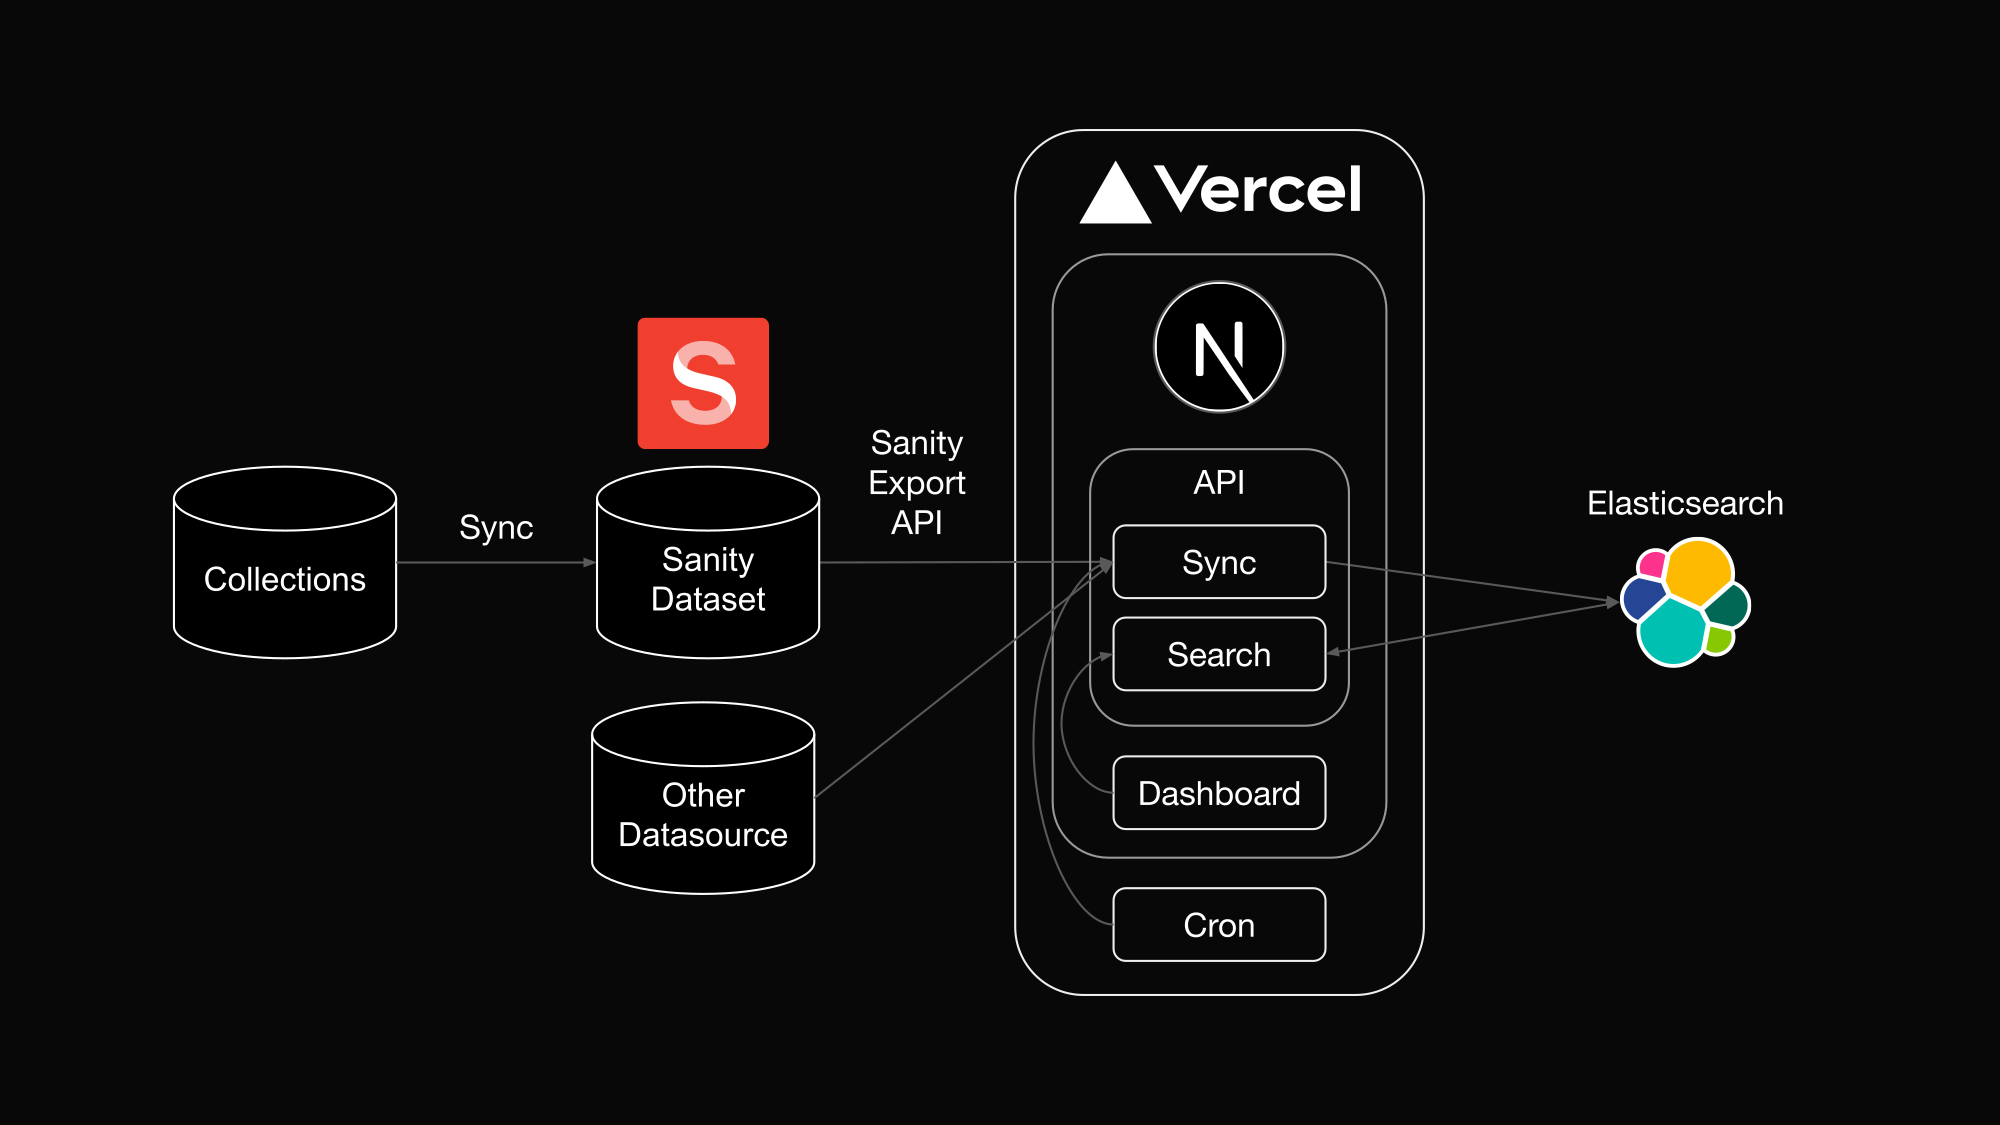 Vercel
Sanity
Export
API
API
Elasticsearch
Sync
Sync
Collections
Sanity
Dataset
Search
Other
Datasource
Dashboard
Cron